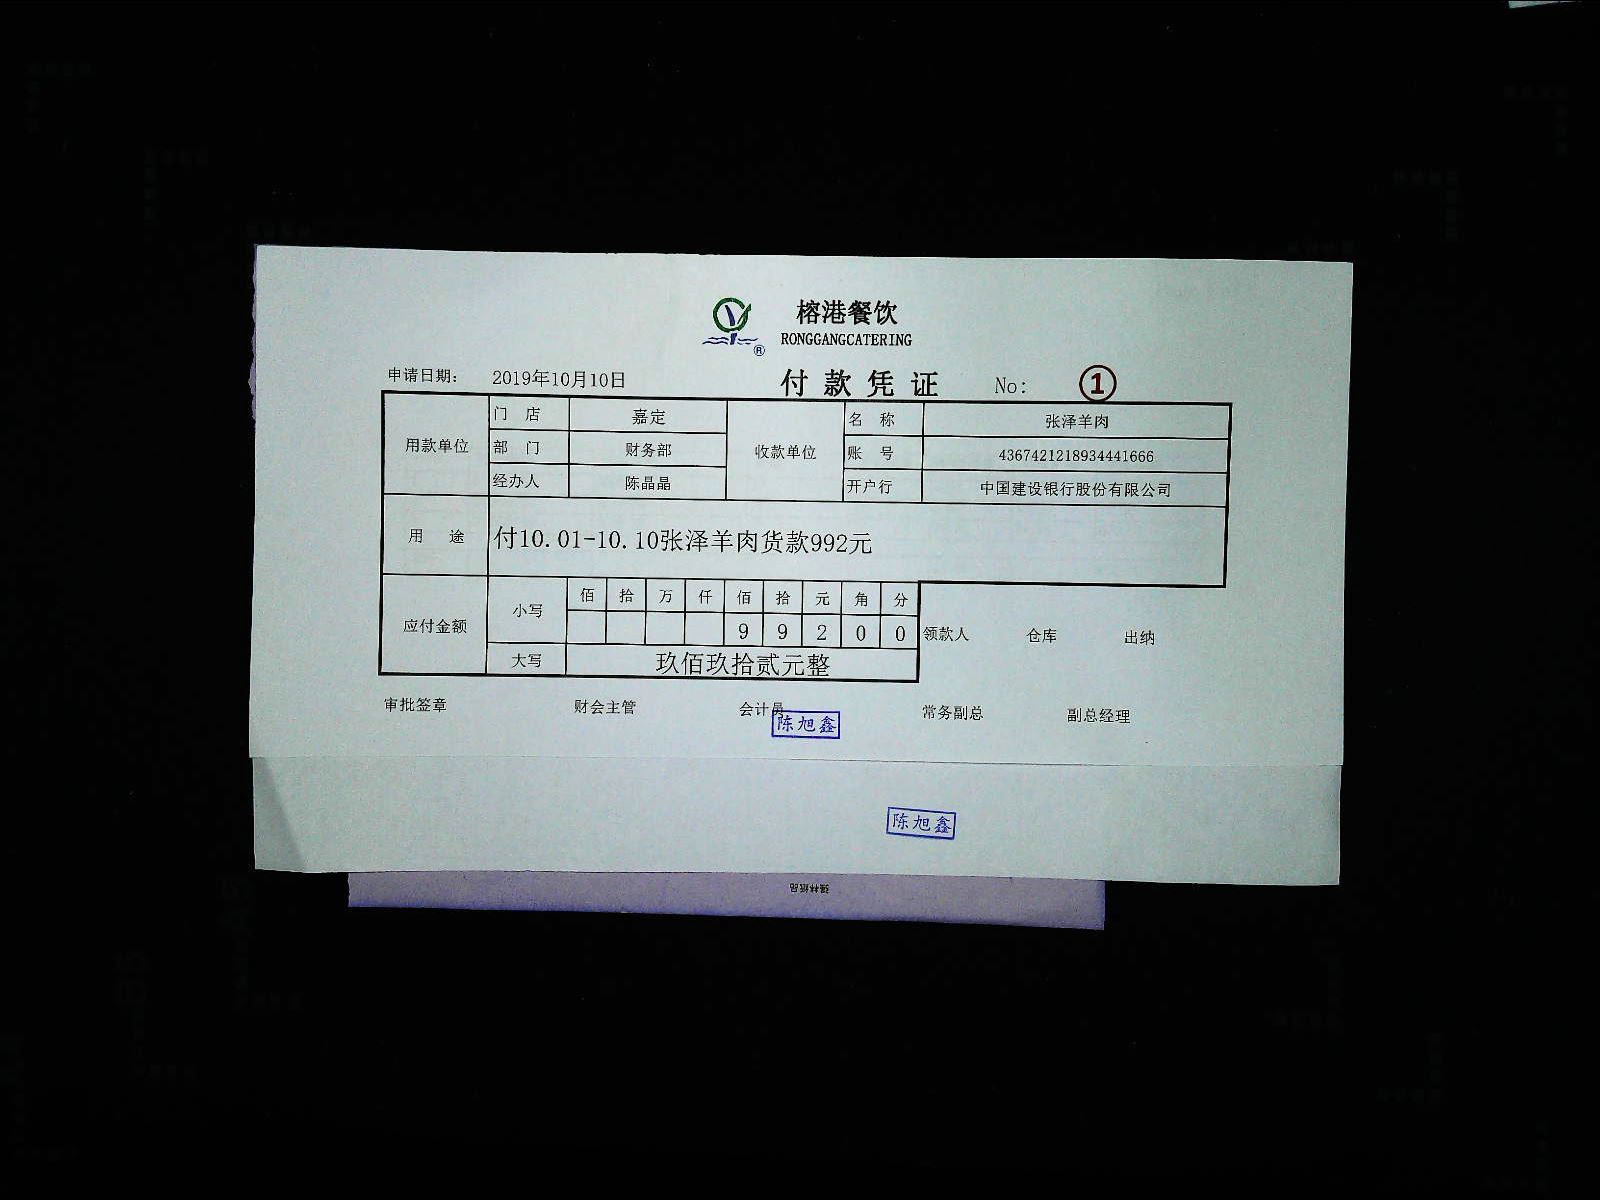 榕港餐饮
RONGGANGCATERING
®
申请日期： 2019年10月10日 付款凭证 No: ①
用款单位 门店 嘉定 收款单位 名称 张泽羊肉
部门 财务部 账号 4367421218934441666
经办人 陈晶晶 开户行 中国建设银行股份有限公司
用途 付10.01-10.10张泽羊肉货款992元
应付金额 小写 佰 拾 万 仟 佰 拾 元 角 分
9 9 2 0 0 领款人 仓库 出纳
大写 玖佰玖拾贰元整
审批签章 财会主管 会计员 常务副总 副总经理
陈旭鑫
陈旭鑫